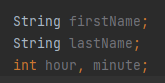 String firstName;
String lastName;
int hour, minute;